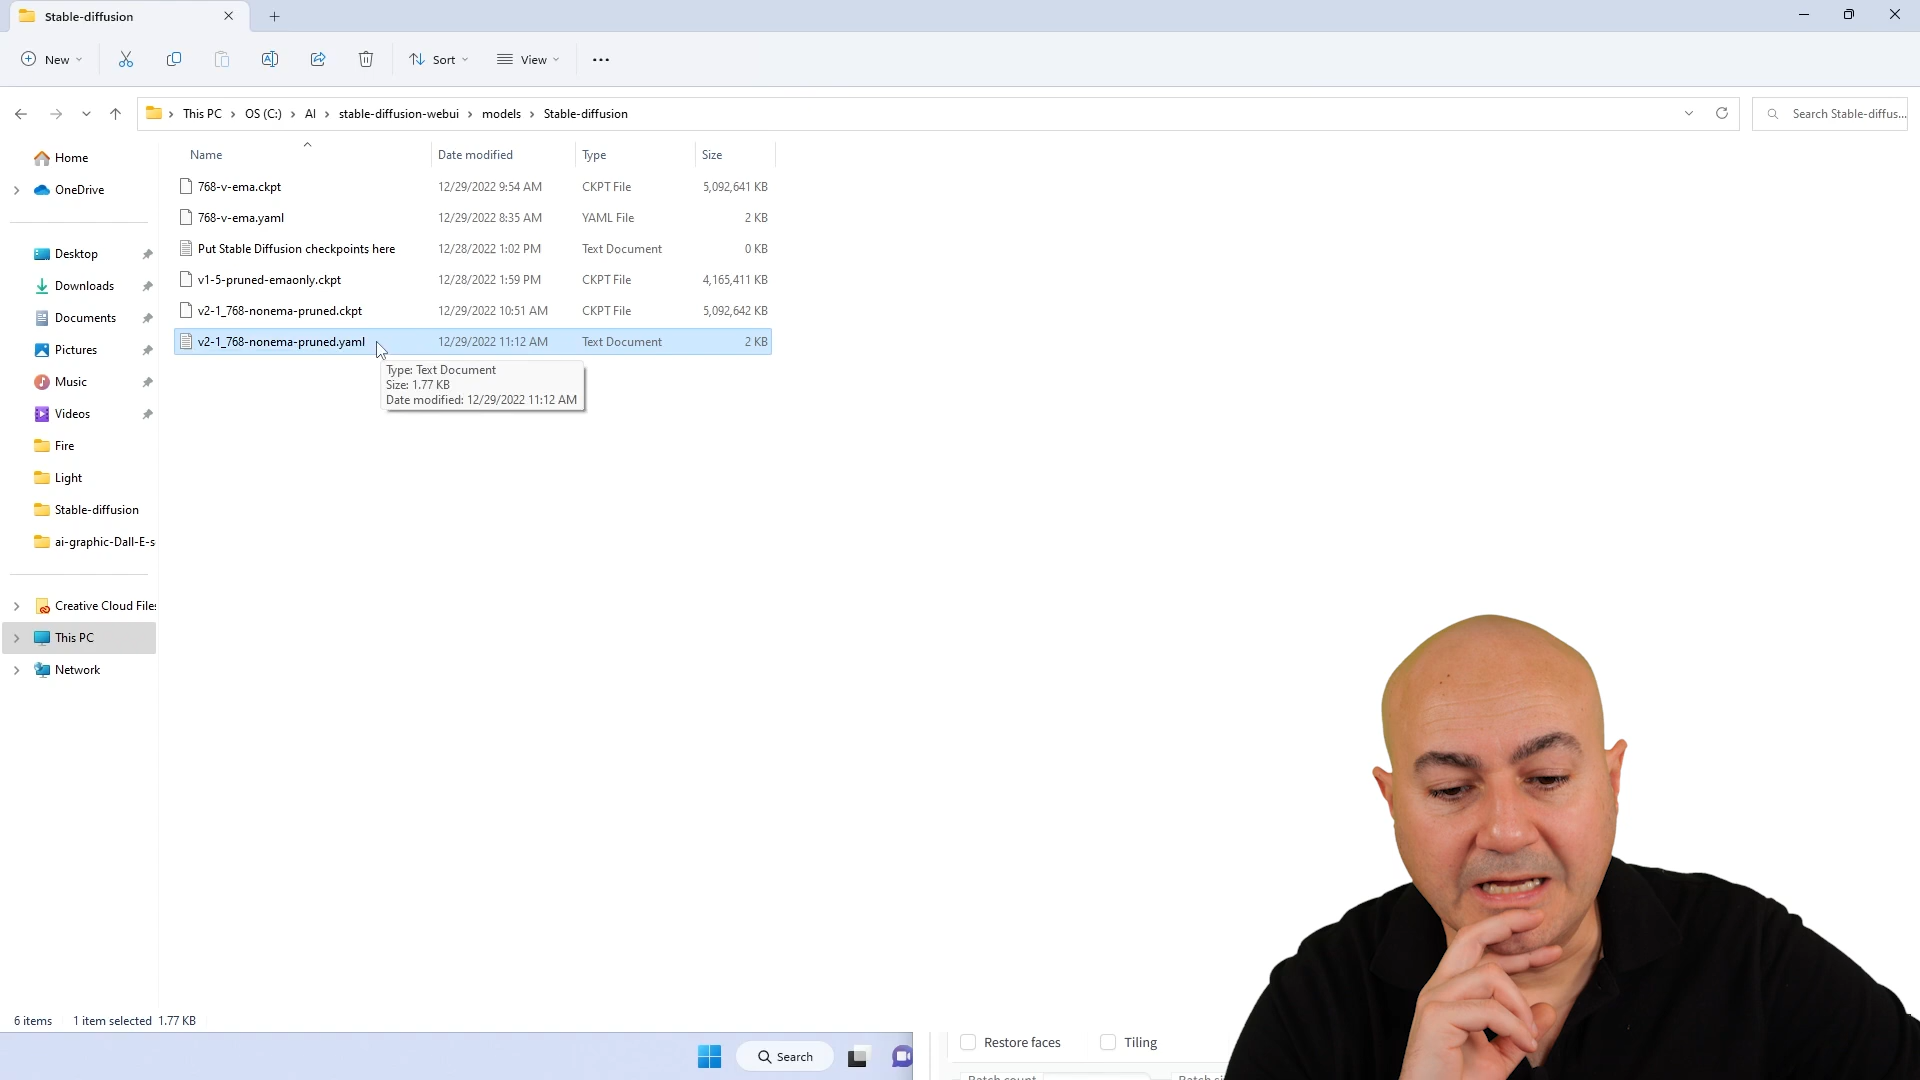 Stable-diffusion
New
Sort
View
This PC
OS (C:)
AI
stable-diffusion-webui
models
Stable-diffusion
Search Stable-diffus...
Name
Date modified
Type
Size
768-v-ema.ckpt 12/29/2022 9:54 AM CKPT File 5,092,641 KB
768-v-ema.yaml 12/29/2022 8:35 AM YAML File 2 KB
Put Stable Diffusion checkpoints here 12/28/2022 1:02 PM Text Document 0 KB
v1-5-pruned-emaonly.ckpt 12/28/2022 1:59 PM CKPT File 4,165,411 KB
v2-1_768-nonema-pruned.ckpt 12/29/2022 10:51 AM CKPT File 5,092,642 KB
v2-1_768-nonema-pruned.yaml 12/29/2022 11:12 AM Text Document 2 KB
Type: Text Document
Size: 1.77 KB
Date modified: 12/29/2022 11:12 AM
Home
OneDrive
Desktop
Downloads
Documents
Pictures
Music
Videos
Fire
Light
Stable-diffusion
ai-graphic-Dall-E-s
Creative Cloud Files
This PC
Network
6 items 1 item selected 1.77 KB
Search
Restore faces
Tiling
Batch count